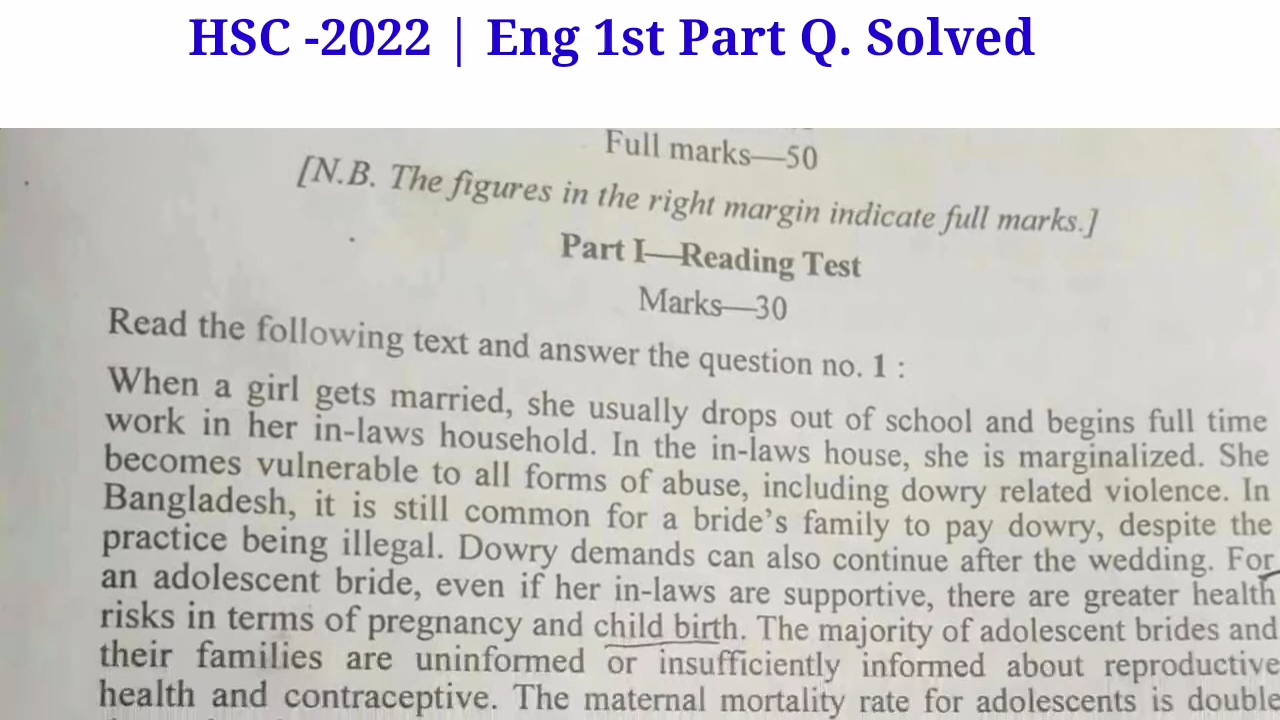 HSC -2022 | Eng 1st Part Q. Solved
Full marks—50
[N.B. The figures in the right margin indicate full marks.]
Part I—Reading Test
Marks—30
Read the following text and answer the question no. 1 :
When a girl gets married, she usually drops out of school and begins full time
work in her in-laws household. In the in-laws house, she is marginalized. She
becomes vulnerable to all forms of abuse, including dowry related violence. In
Bangladesh, it is still common for a bride's family to pay dowry, despite the
practice being illegal. Dowry demands can also continue after the wedding. For
an adolescent bride, even if her in-laws are supportive, there are greater health
risks in terms of pregnancy and child birth. The majority of adolescent brides and
their families are uninformed or insufficiently informed about reproductive
health and contraceptive. The maternal mortality rate for adolescents is double